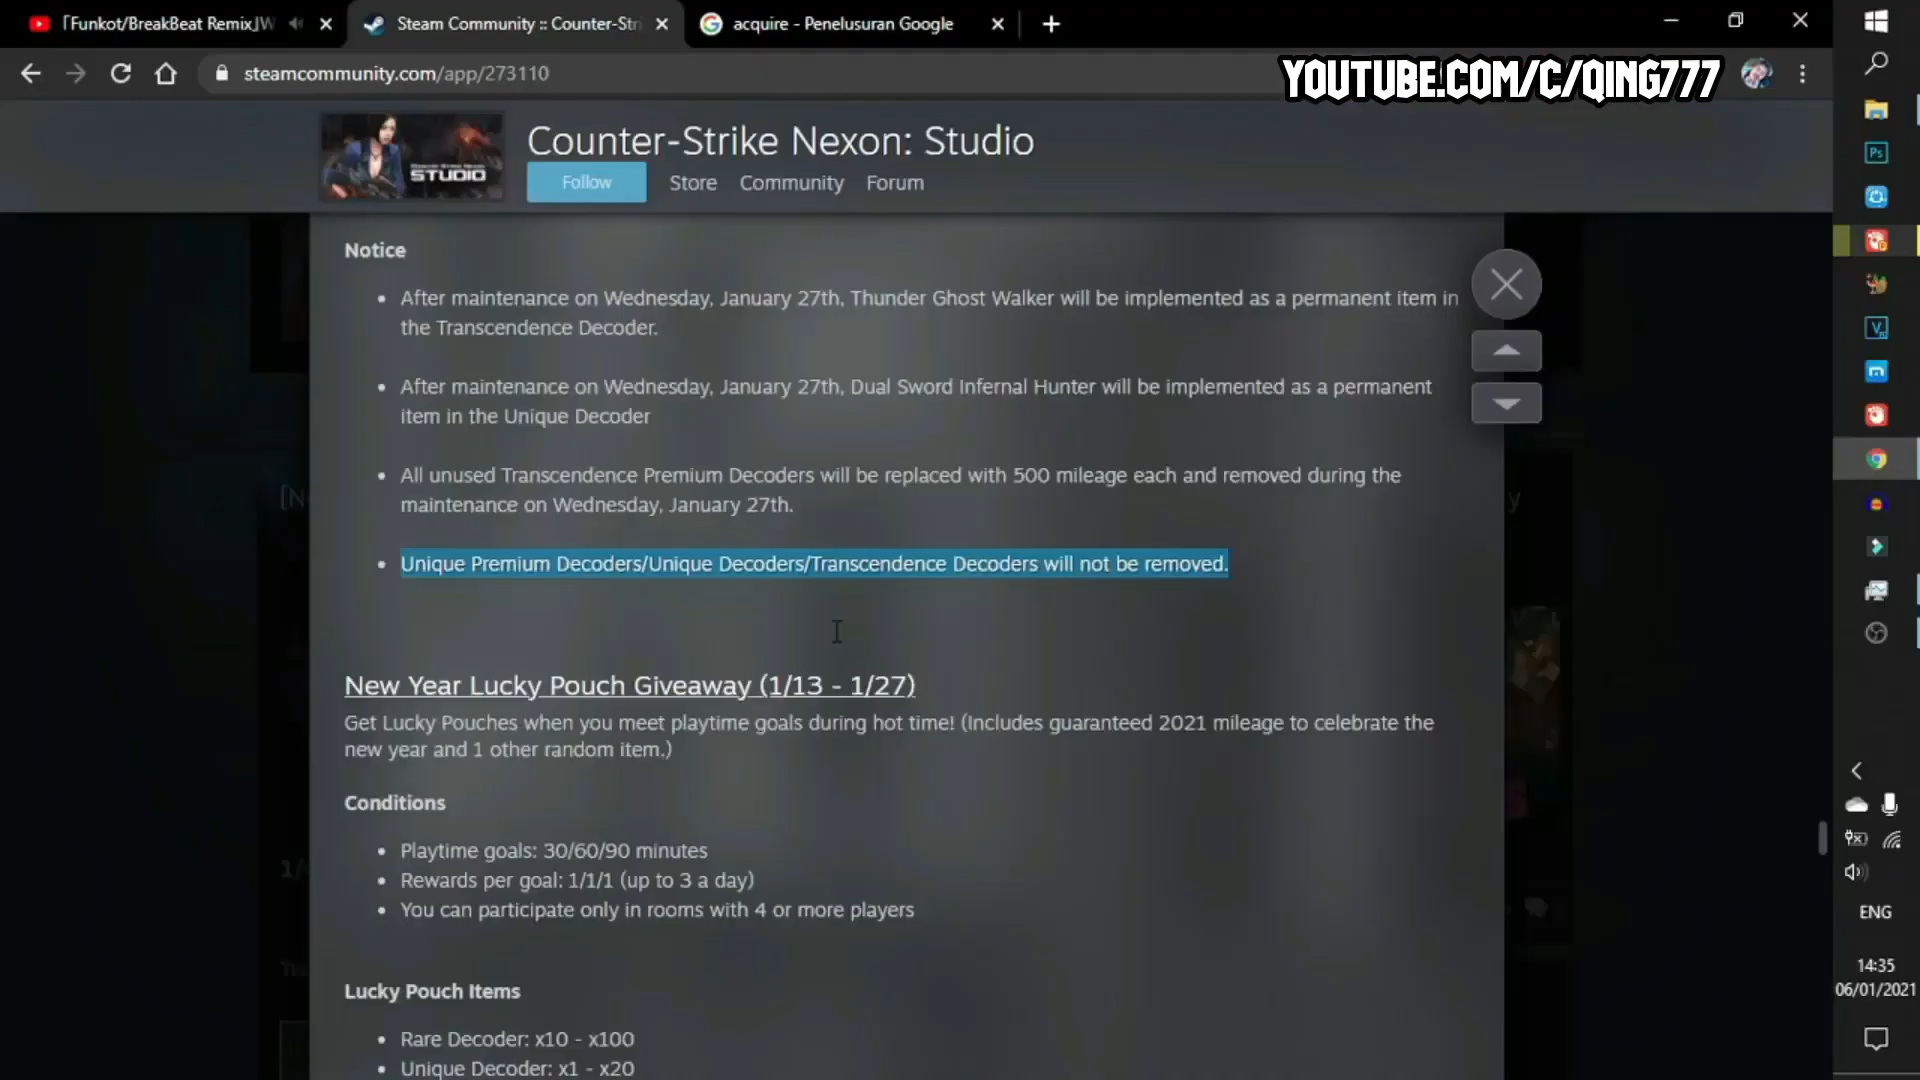 「Funkot/BreakBeat Remix」W
Steam Community :: Counter-Stri
acquire - Penelusuran Google
steamcommunity.com/app/273110
YOUTUBE.COM/C/QING777
STUDIO
Counter-Strike Nexon: Studio
Follow
Store
Community
Forum
Notice
• After maintenance on Wednesday, January 27th, Thunder Ghost Walker will be implemented as a permanent item in
the Transcendence Decoder.
• After maintenance on Wednesday, January 27th, Dual Sword Infernal Hunter will be implemented as a permanent
item in the Unique Decoder
• All unused Transcendence Premium Decoders will be replaced with 500 mileage each and removed during the
maintenance on Wednesday, January 27th.
• Unique Premium Decoders/Unique Decoders/Transcendence Decoders will not be removed.
New Year Lucky Pouch Giveaway (1/13 - 1/27)
Get Lucky Pouches when you meet playtime goals during hot time! (Includes guaranteed 2021 mileage to celebrate the
new year and 1 other random item.)
Conditions
• Playtime goals: 30/60/90 minutes
• Rewards per goal: 1/1/1 (up to 3 a day)
• You can participate only in rooms with 4 or more players
Lucky Pouch Items
• Rare Decoder: x10 - x100
• Unique Decoder: x1 - x20
Ps
ENG
14:35
06/01/2021